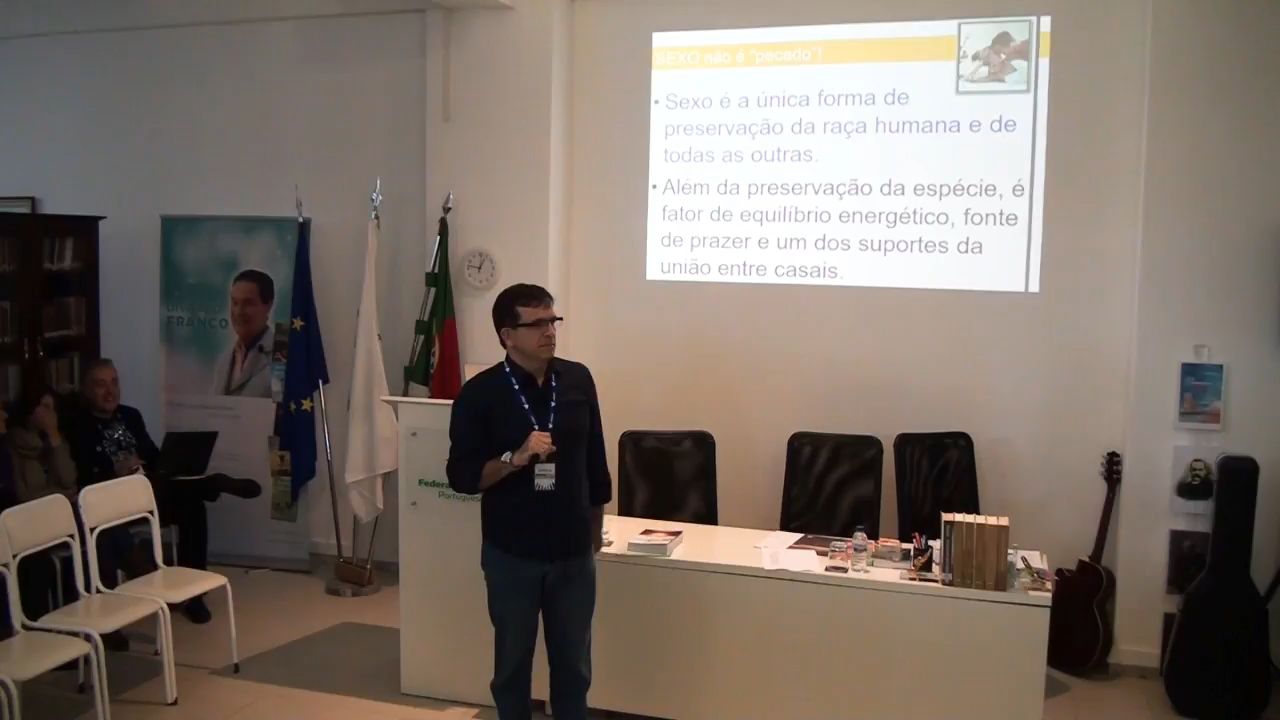 SEXO não é "pecado"!
• Sexo é a única forma de
preservação da raça humana e de
todas as outras.
• Além da preservação da espécie, é
fator de equilíbrio energético, fonte
de prazer e um dos suportes da
união entre casais.
FRANCO
Portugues